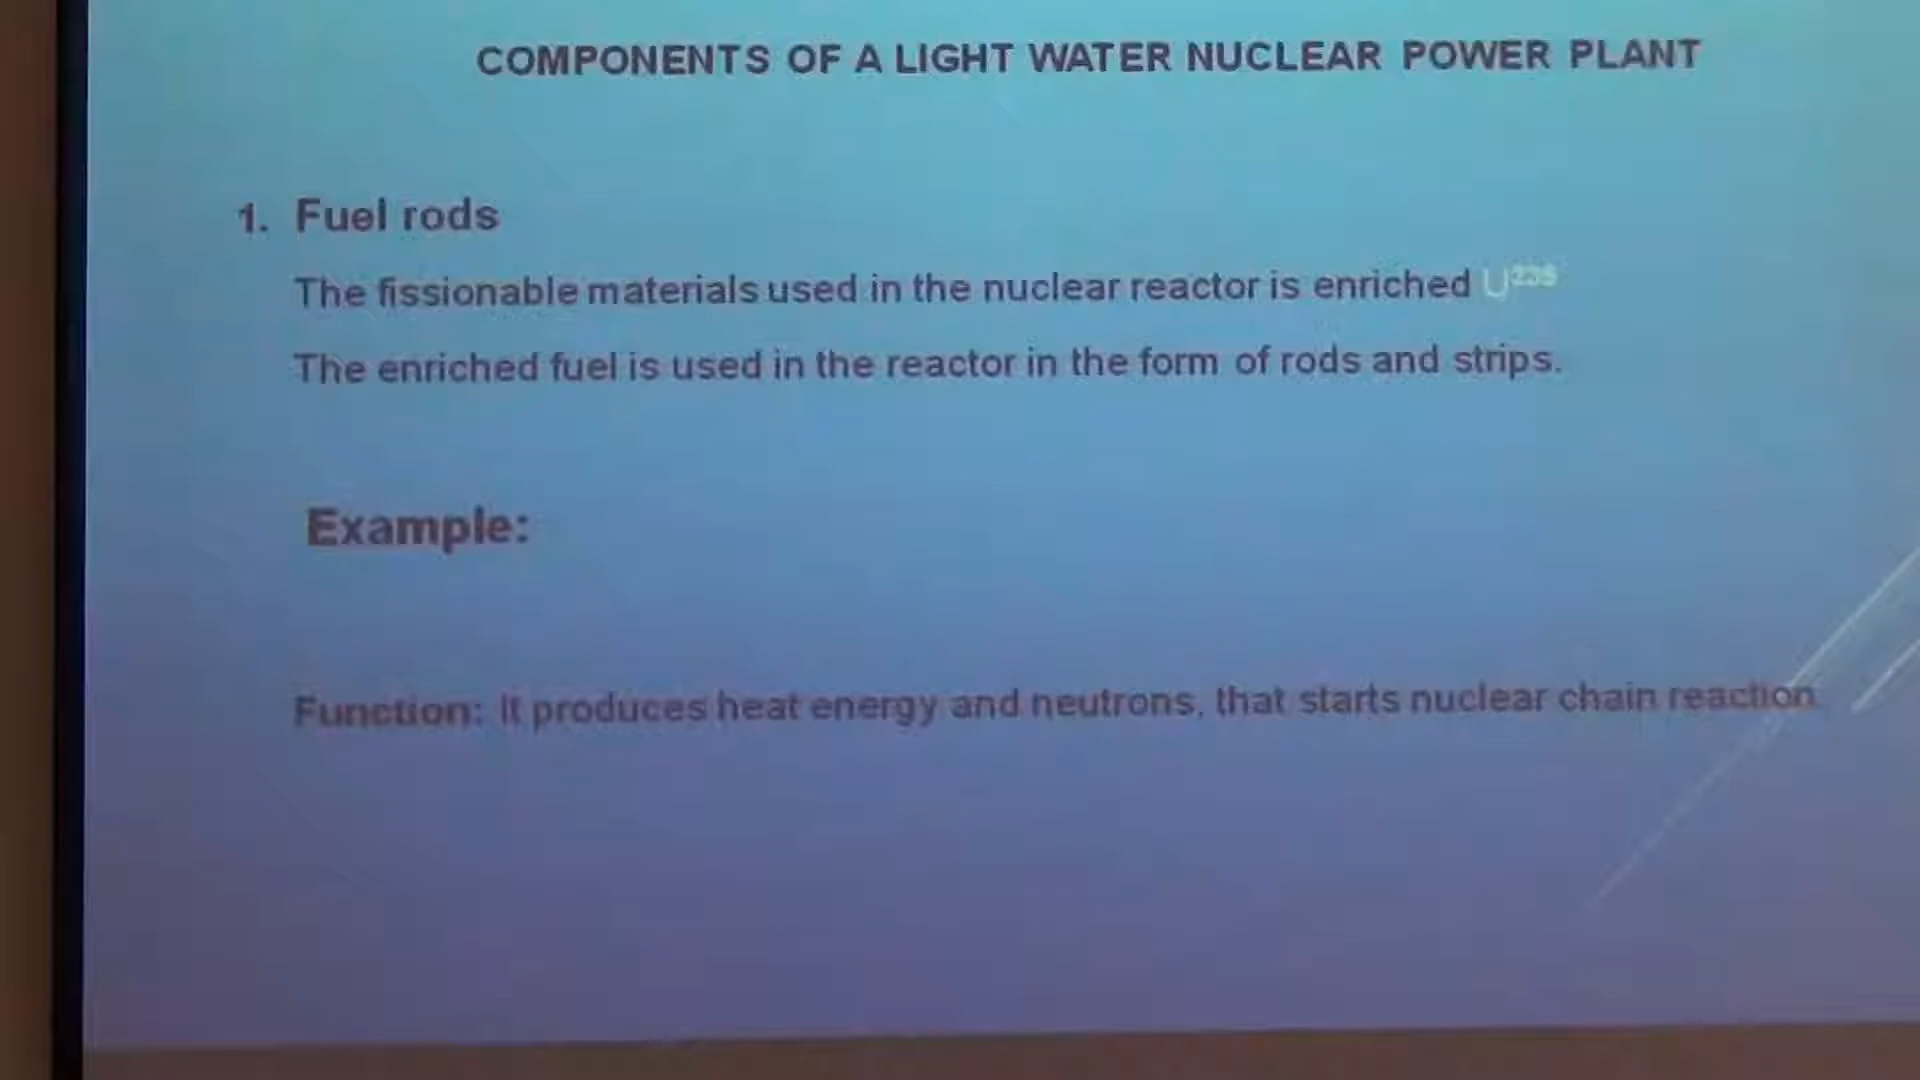 COMPONENTS OF A LIGHT WATER NUCLEAR POWER PLANT
1. Fuel rods
The fissionable materials used in the nuclear reactor is enriched U²³⁵
The enriched fuel is used in the reactor in the form of rods and strips.
Example:
Function: It produces heat energy and neutrons, that starts nuclear chain reaction